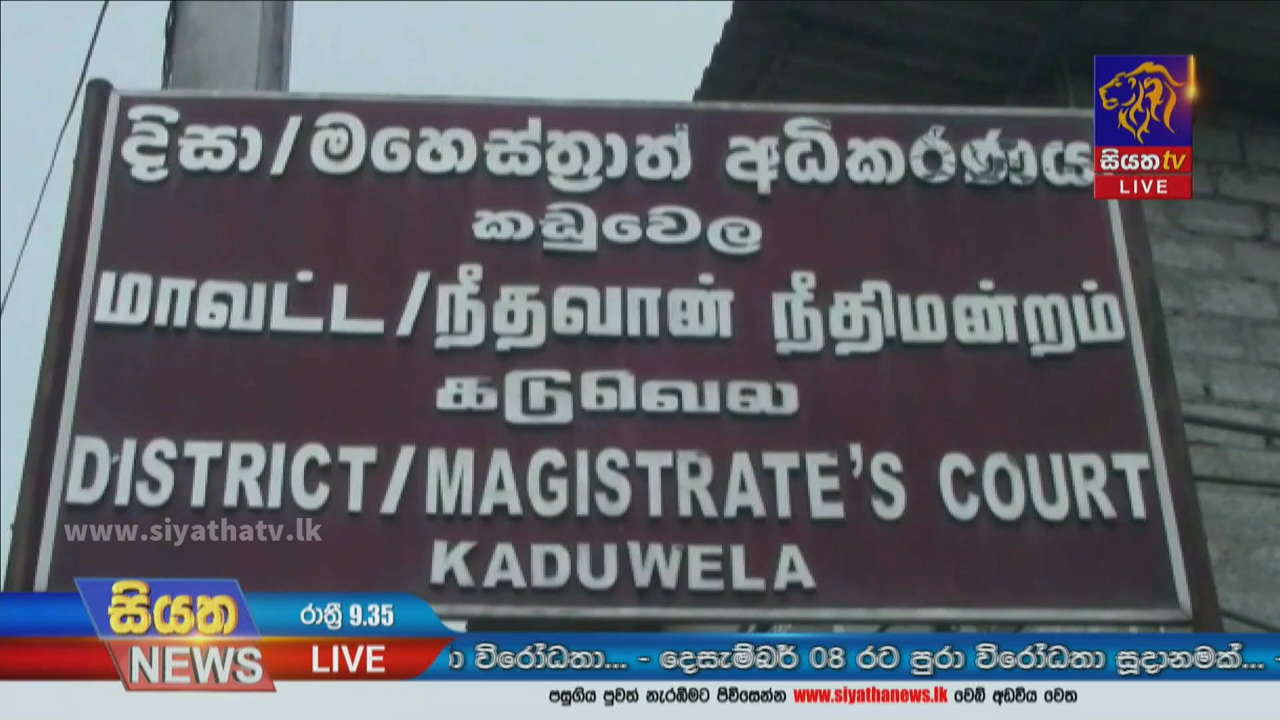 දිසා/මහෙස්ත්‍රාත් අධිකරණය
කඩුවෙල
மாவட்ட/நீதவான் நீதிமன்றம்
கடுவெல
DISTRICT/MAGISTRATE'S COURT
KADUWELA
සියත tv
LIVE
www.siyathatv.lk
සියත
NEWS
රාත්‍රී 9.35
LIVE
විරෝධතා... - දෙසැම්බර් 08 රට පුරා විරෝධතා සූදානමක්... -
පසුගිය පුවත් නැරඹීමට පිවිසෙන්න www.siyathanews.lk වෙබ් අඩවිය වෙත